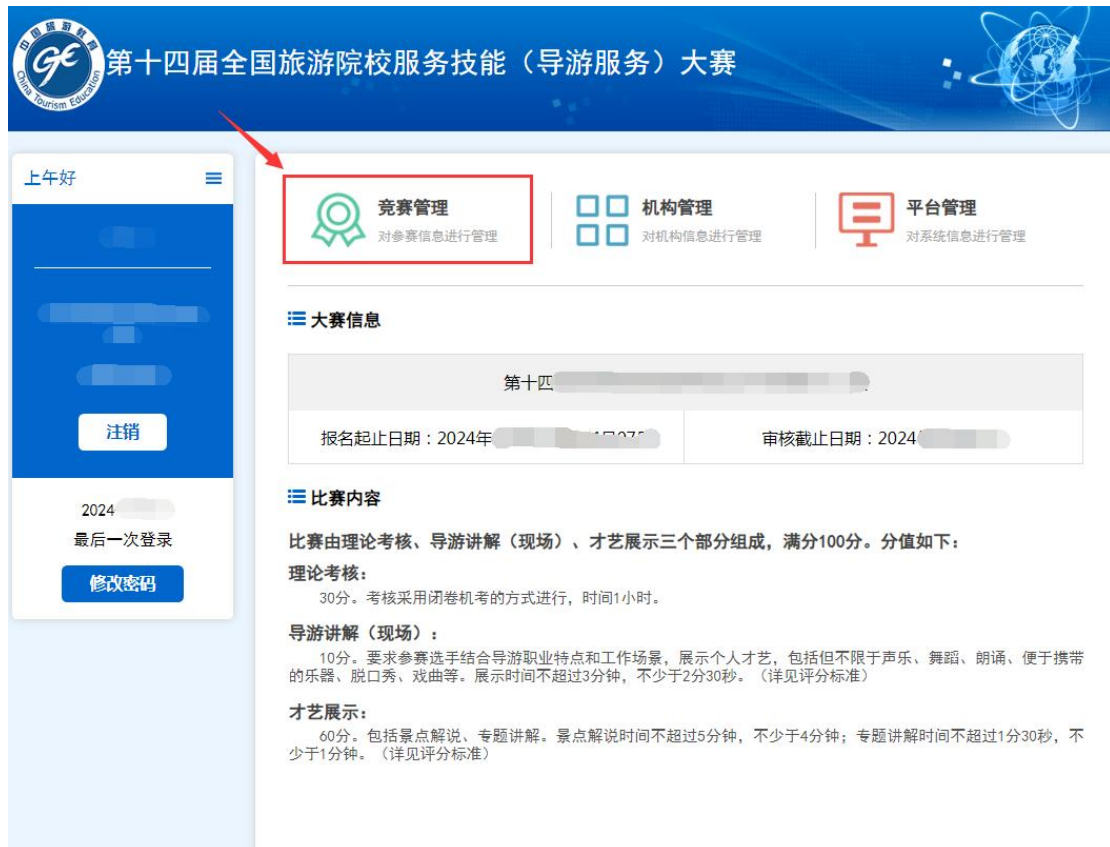 中国旅游教育
China Tourism Education
第十四届全国旅游院校服务技能（导游服务）大赛
上午好
注销
2024
最后一次登录
修改密码
竞赛管理
对参赛信息进行管理
机构管理
对机构信息进行管理
平台管理
对系统信息进行管理
大赛信息
第十四
报名起止日期：2024年
审核截止日期：2024
比赛内容
比赛由理论考核、导游讲解（现场）、才艺展示三个部分组成，满分100分。分值如下：
理论考核：
30分。考核采用闭卷机考的方式进行，时间1小时。
导游讲解（现场）：
10分。要求参赛选手结合导游职业特点和工作场景，展示个人才艺，包括但不限于声乐、舞蹈、朗诵、便于携带
的乐器、脱口秀、戏曲等。展示时间不超过3分钟，不少于2分30秒。（详见评分标准）
才艺展示：
60分。包括景点解说、专题讲解。景点解说时间不超过5分钟，不少于4分钟；专题讲解时间不超过1分30秒，不
少于1分钟。（详见评分标准）